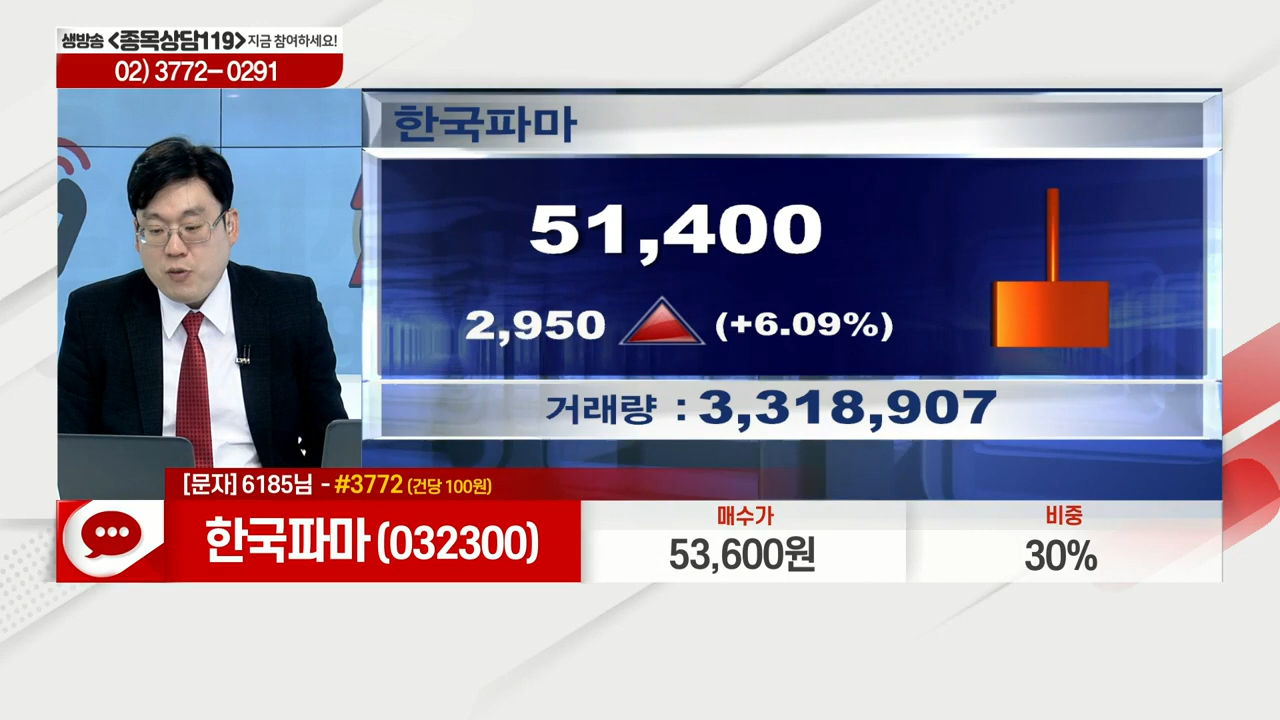 생방송 <종목상담119> 지금 참여하세요!
02) 3772-0291
한국파마
51,400
2,950 ▲ (+6.09%)
거래량 : 3,318,907
[문자] 6185님 - #3772 (건당 100원)
한국파마 (032300)
매수가
53,600원
비중
30%